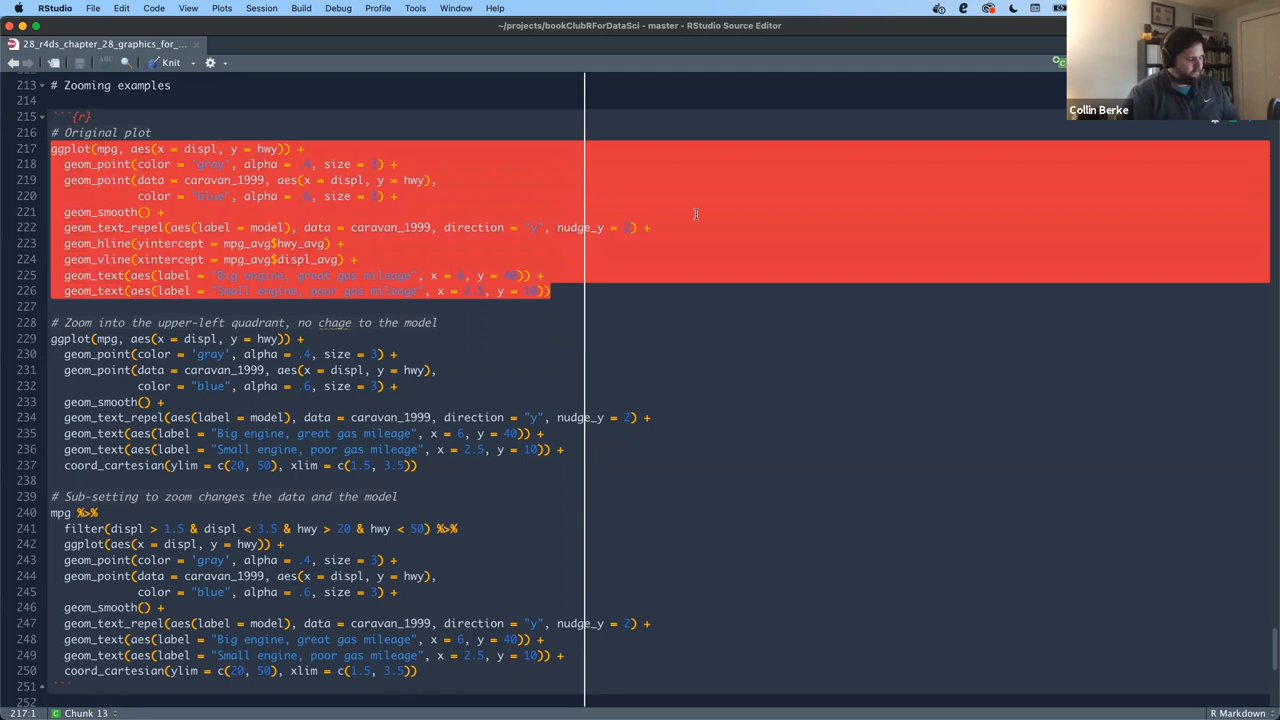 RStudio File Edit Code View Plots Session Build Debug Profile Tools Window Help
~/projects/bookClubRForDataSci - master - RStudio Source Editor
28_r4ds_chapter_28_graphics_for_...
Knit
Collin Berke
213 # Zooming examples
214
215 ```{r}
216 # Original plot
217 ggplot(mpg, aes(x = displ, y = hwy)) +
218 geom_point(color = 'gray', alpha = .4, size = 3) +
219 geom_point(data = caravan_1999, aes(x = displ, y = hwy),
220 color = "blue", alpha = .6, size = 3) +
221 geom_smooth() +
222 geom_text_repel(aes(label = model), data = caravan_1999, direction = "y", nudge_y = 2) +
223 geom_hline(yintercept = mpg_avg$hwy_avg) +
224 geom_vline(xintercept = mpg_avg$displ_avg) +
225 geom_text(aes(label = "Big engine, great gas mileage", x = 6, y = 40)) +
226 geom_text(aes(label = "Small engine, poor gas mileage", x = 2.5, y = 10))
227
228 # Zoom into the upper-left quadrant, no chage to the model
229 ggplot(mpg, aes(x = displ, y = hwy)) +
230 geom_point(color = 'gray', alpha = .4, size = 3) +
231 geom_point(data = caravan_1999, aes(x = displ, y = hwy),
232 color = "blue", alpha = .6, size = 3) +
233 geom_smooth() +
234 geom_text_repel(aes(label = model), data = caravan_1999, direction = "y", nudge_y = 2) +
235 geom_text(aes(label = "Big engine, great gas mileage", x = 6, y = 40)) +
236 geom_text(aes(label = "Small engine, poor gas mileage", x = 2.5, y = 10)) +
237 coord_cartesian(ylim = c(20, 50), xlim = c(1.5, 3.5))
238
239 # Sub-setting to zoom changes the data and the model
240 mpg %>%
241 filter(displ > 1.5 & displ < 3.5 & hwy > 20 & hwy < 50) %>%
242 ggplot(aes(x = displ, y = hwy)) +
243 geom_point(color = 'gray', alpha = .4, size = 3) +
244 geom_point(data = caravan_1999, aes(x = displ, y = hwy),
245 color = "blue", alpha = .6, size = 3) +
246 geom_smooth() +
247 geom_text_repel(aes(label = model), data = caravan_1999, direction = "y", nudge_y = 2) +
248 geom_text(aes(label = "Big engine, great gas mileage", x = 6, y = 40)) +
249 geom_text(aes(label = "Small engine, poor gas mileage", x = 2.5, y = 10)) +
250 coord_cartesian(ylim = c(20, 50), xlim = c(1.5, 3.5))
251 ```
252
217:1 Chunk 13 R Markdown